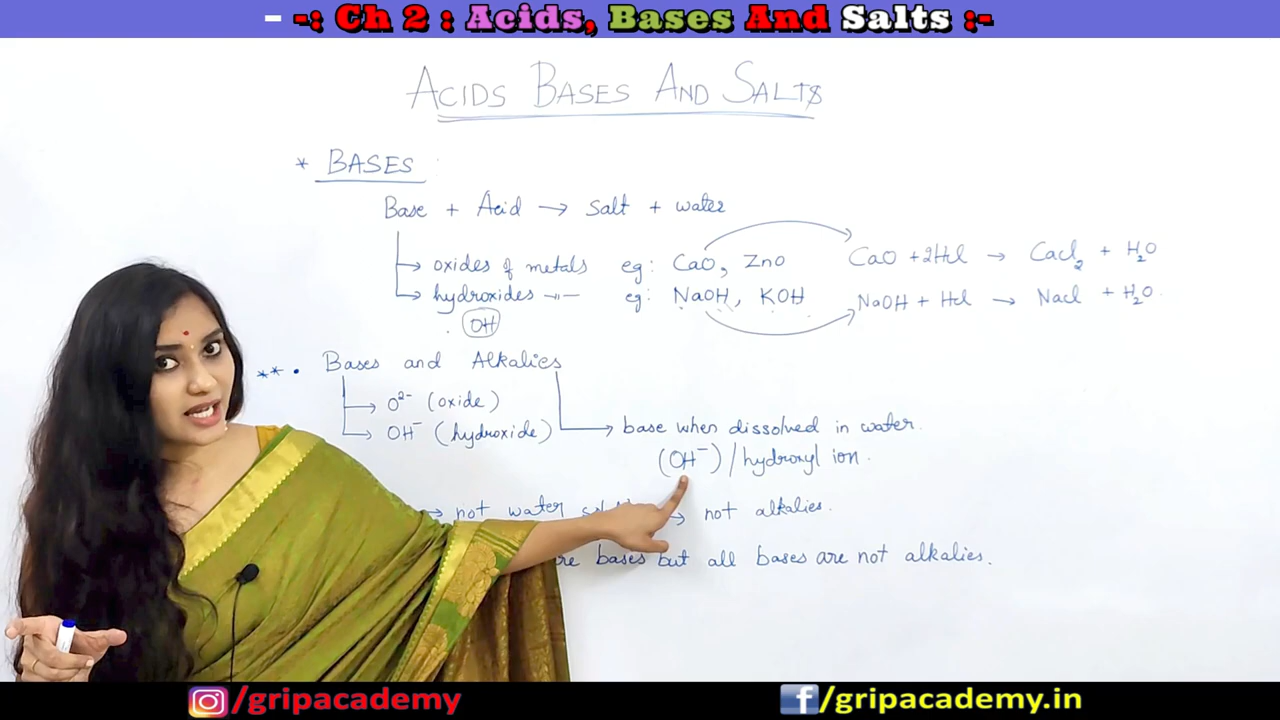 - -: Ch 2 : Acids, Bases And Salts :-
ACIDS BASES AND SALTS
* BASES :
Base + Acid → Salt + water
→ oxides of metals eg: CaO, ZnO CaO + 2Hcl → Cacl2 + H2O
→ hydroxides —〃— eg: NaOH, KOH NaOH + Hcl → Nacl + H2O
OH
** • Bases and Alkalies
→ O²⁻ (oxide)
→ OH⁻ (hydroxide) → base when dissolved in water.
(OH⁻) / hydroxyl ion.
→ not water → not alkalies.
bases but all bases are not alkalies.
/gripacademy /gripacademy.in